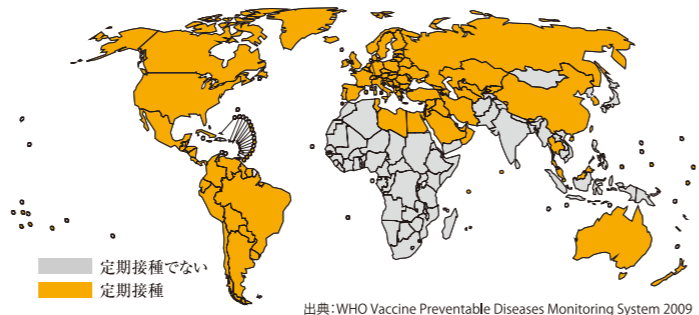 定期接種でない
定期接種
出典：WHO Vaccine Preventable Diseases Monitoring System 2009